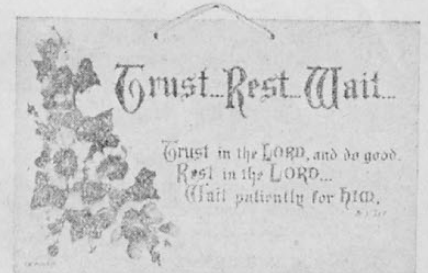 Trust...Rest...Wait...
Trust in the LORD, and do good.
Rest in the LORD...
Wait patiently for him.